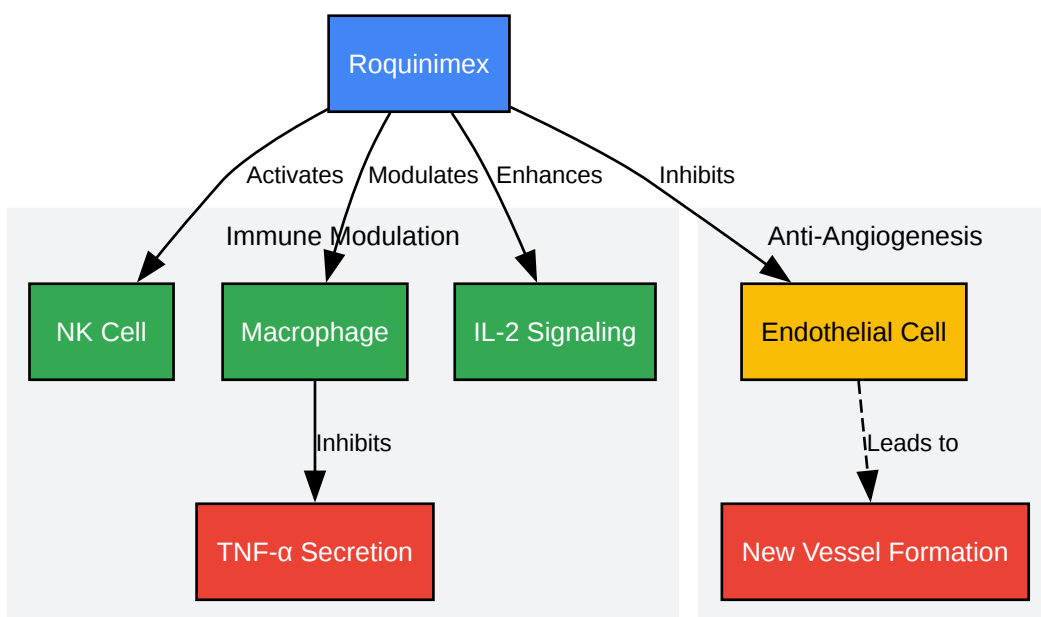 Roquinimex
Activates
Modulates
Enhances
Inhibits
Immune Modulation
Anti-Angiogenesis
NK Cell
Macrophage
IL-2 Signaling
Endothelial Cell
Inhibits
Leads to
TNF-α Secretion
New Vessel Formation